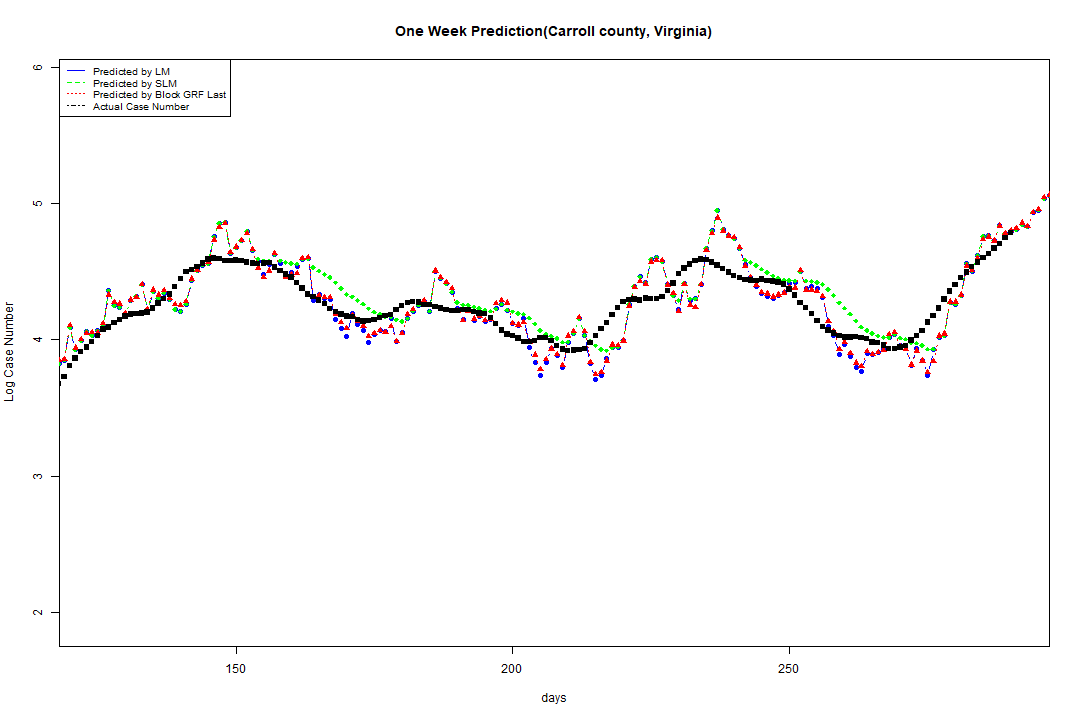 One Week Prediction(Carroll county, Virginia)
Predicted by LM
Predicted by SLM
Predicted by Block GRF Last
Actual Case Number
Log Case Number
6
5
4
3
2
150
200
250
days